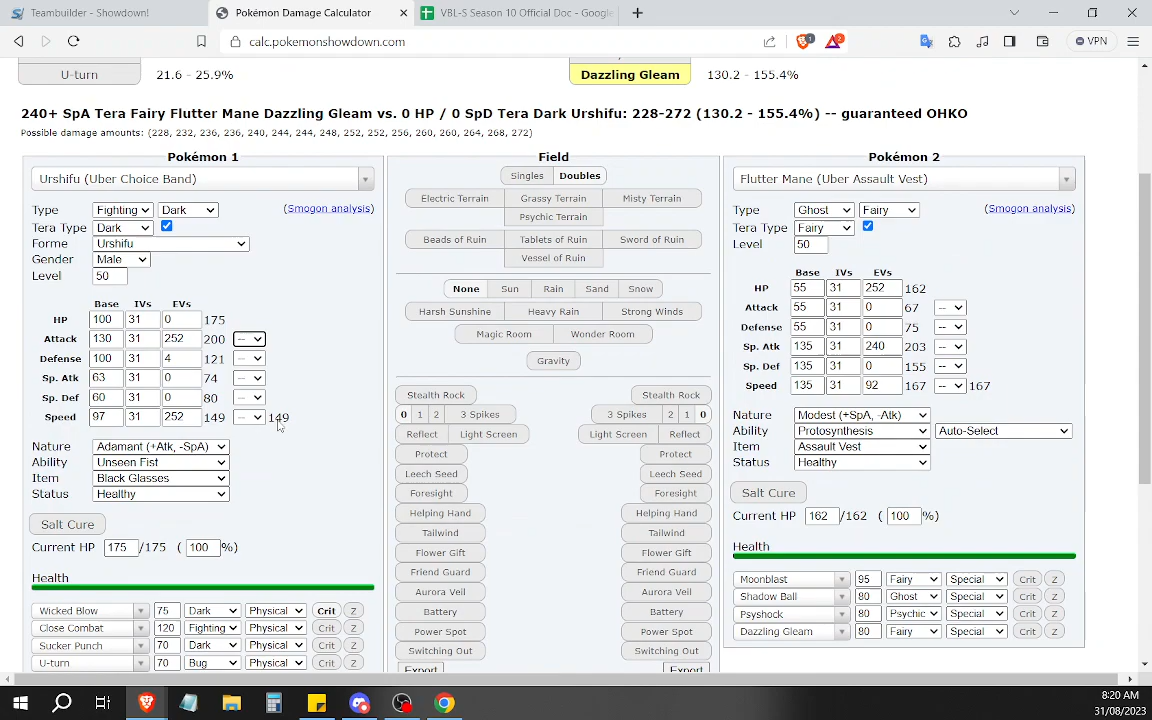 Teambuilder - Showdown!
Pokémon Damage Calculator
VBL-S Season 10 Official Doc - Google
calc.pokemonshowdown.com
1
2
VPN
U-turn 21.6 - 25.9%
Dazzling Gleam 130.2 - 155.4%
240+ SpA Tera Fairy Flutter Mane Dazzling Gleam vs. 0 HP / 0 SpD Tera Dark Urshifu: 228-272 (130.2 - 155.4%) -- guaranteed OHKO
Possible damage amounts: (228, 232, 236, 236, 240, 244, 244, 248, 252, 252, 256, 260, 260, 264, 268, 272)
Pokémon 1
Urshifu (Uber Choice Band)
Type Fighting Dark (Smogon analysis)
Tera Type Dark
Forme Urshifu
Gender Male
Level 50
Base IVs EVs
HP 100 31 0 175
Attack 130 31 252 200 --
Defense 100 31 4 121 --
Sp. Atk 63 31 0 74 --
Sp. Def 60 31 0 80 --
Speed 97 31 252 149 -- 149
Nature Adamant (+Atk, -SpA)
Ability Unseen Fist
Item Black Glasses
Status Healthy
Salt Cure
Current HP 175 /175 ( 100 %)
Health
Wicked Blow 75 Dark Physical Crit Z
Close Combat 120 Fighting Physical Crit Z
Sucker Punch 70 Dark Physical Crit Z
U-turn 70 Bug Physical Crit Z
Field
Singles Doubles
Electric Terrain Grassy Terrain Misty Terrain
Psychic Terrain
Beads of Ruin Tablets of Ruin Sword of Ruin
Vessel of Ruin
None Sun Rain Sand Snow
Harsh Sunshine Heavy Rain Strong Winds
Magic Room Wonder Room
Gravity
Stealth Rock Stealth Rock
0 1 2 3 Spikes 3 Spikes 2 1 0
Reflect Light Screen Light Screen Reflect
Protect Protect
Leech Seed Leech Seed
Foresight Foresight
Helping Hand Helping Hand
Tailwind Tailwind
Flower Gift Flower Gift
Friend Guard Friend Guard
Aurora Veil Aurora Veil
Battery Battery
Power Spot Power Spot
Switching Out Switching Out
Export Export
Pokémon 2
Flutter Mane (Uber Assault Vest)
Type Ghost Fairy (Smogon analysis)
Tera Type Fairy
Level 50
Base IVs EVs
HP 55 31 252 162
Attack 55 31 0 67 --
Defense 55 31 0 75 --
Sp. Atk 135 31 240 203 --
Sp. Def 135 31 0 155 --
Speed 135 31 92 167 -- 167
Nature Modest (+SpA, -Atk)
Ability Protosynthesis Auto-Select
Item Assault Vest
Status Healthy
Salt Cure
Current HP 162 /162 ( 100 %)
Health
Moonblast 95 Fairy Special Crit Z
Shadow Ball 80 Ghost Special Crit Z
Psyshock 80 Psychic Special Crit Z
Dazzling Gleam 80 Fairy Special Crit Z
8:20 AM
31/08/2023